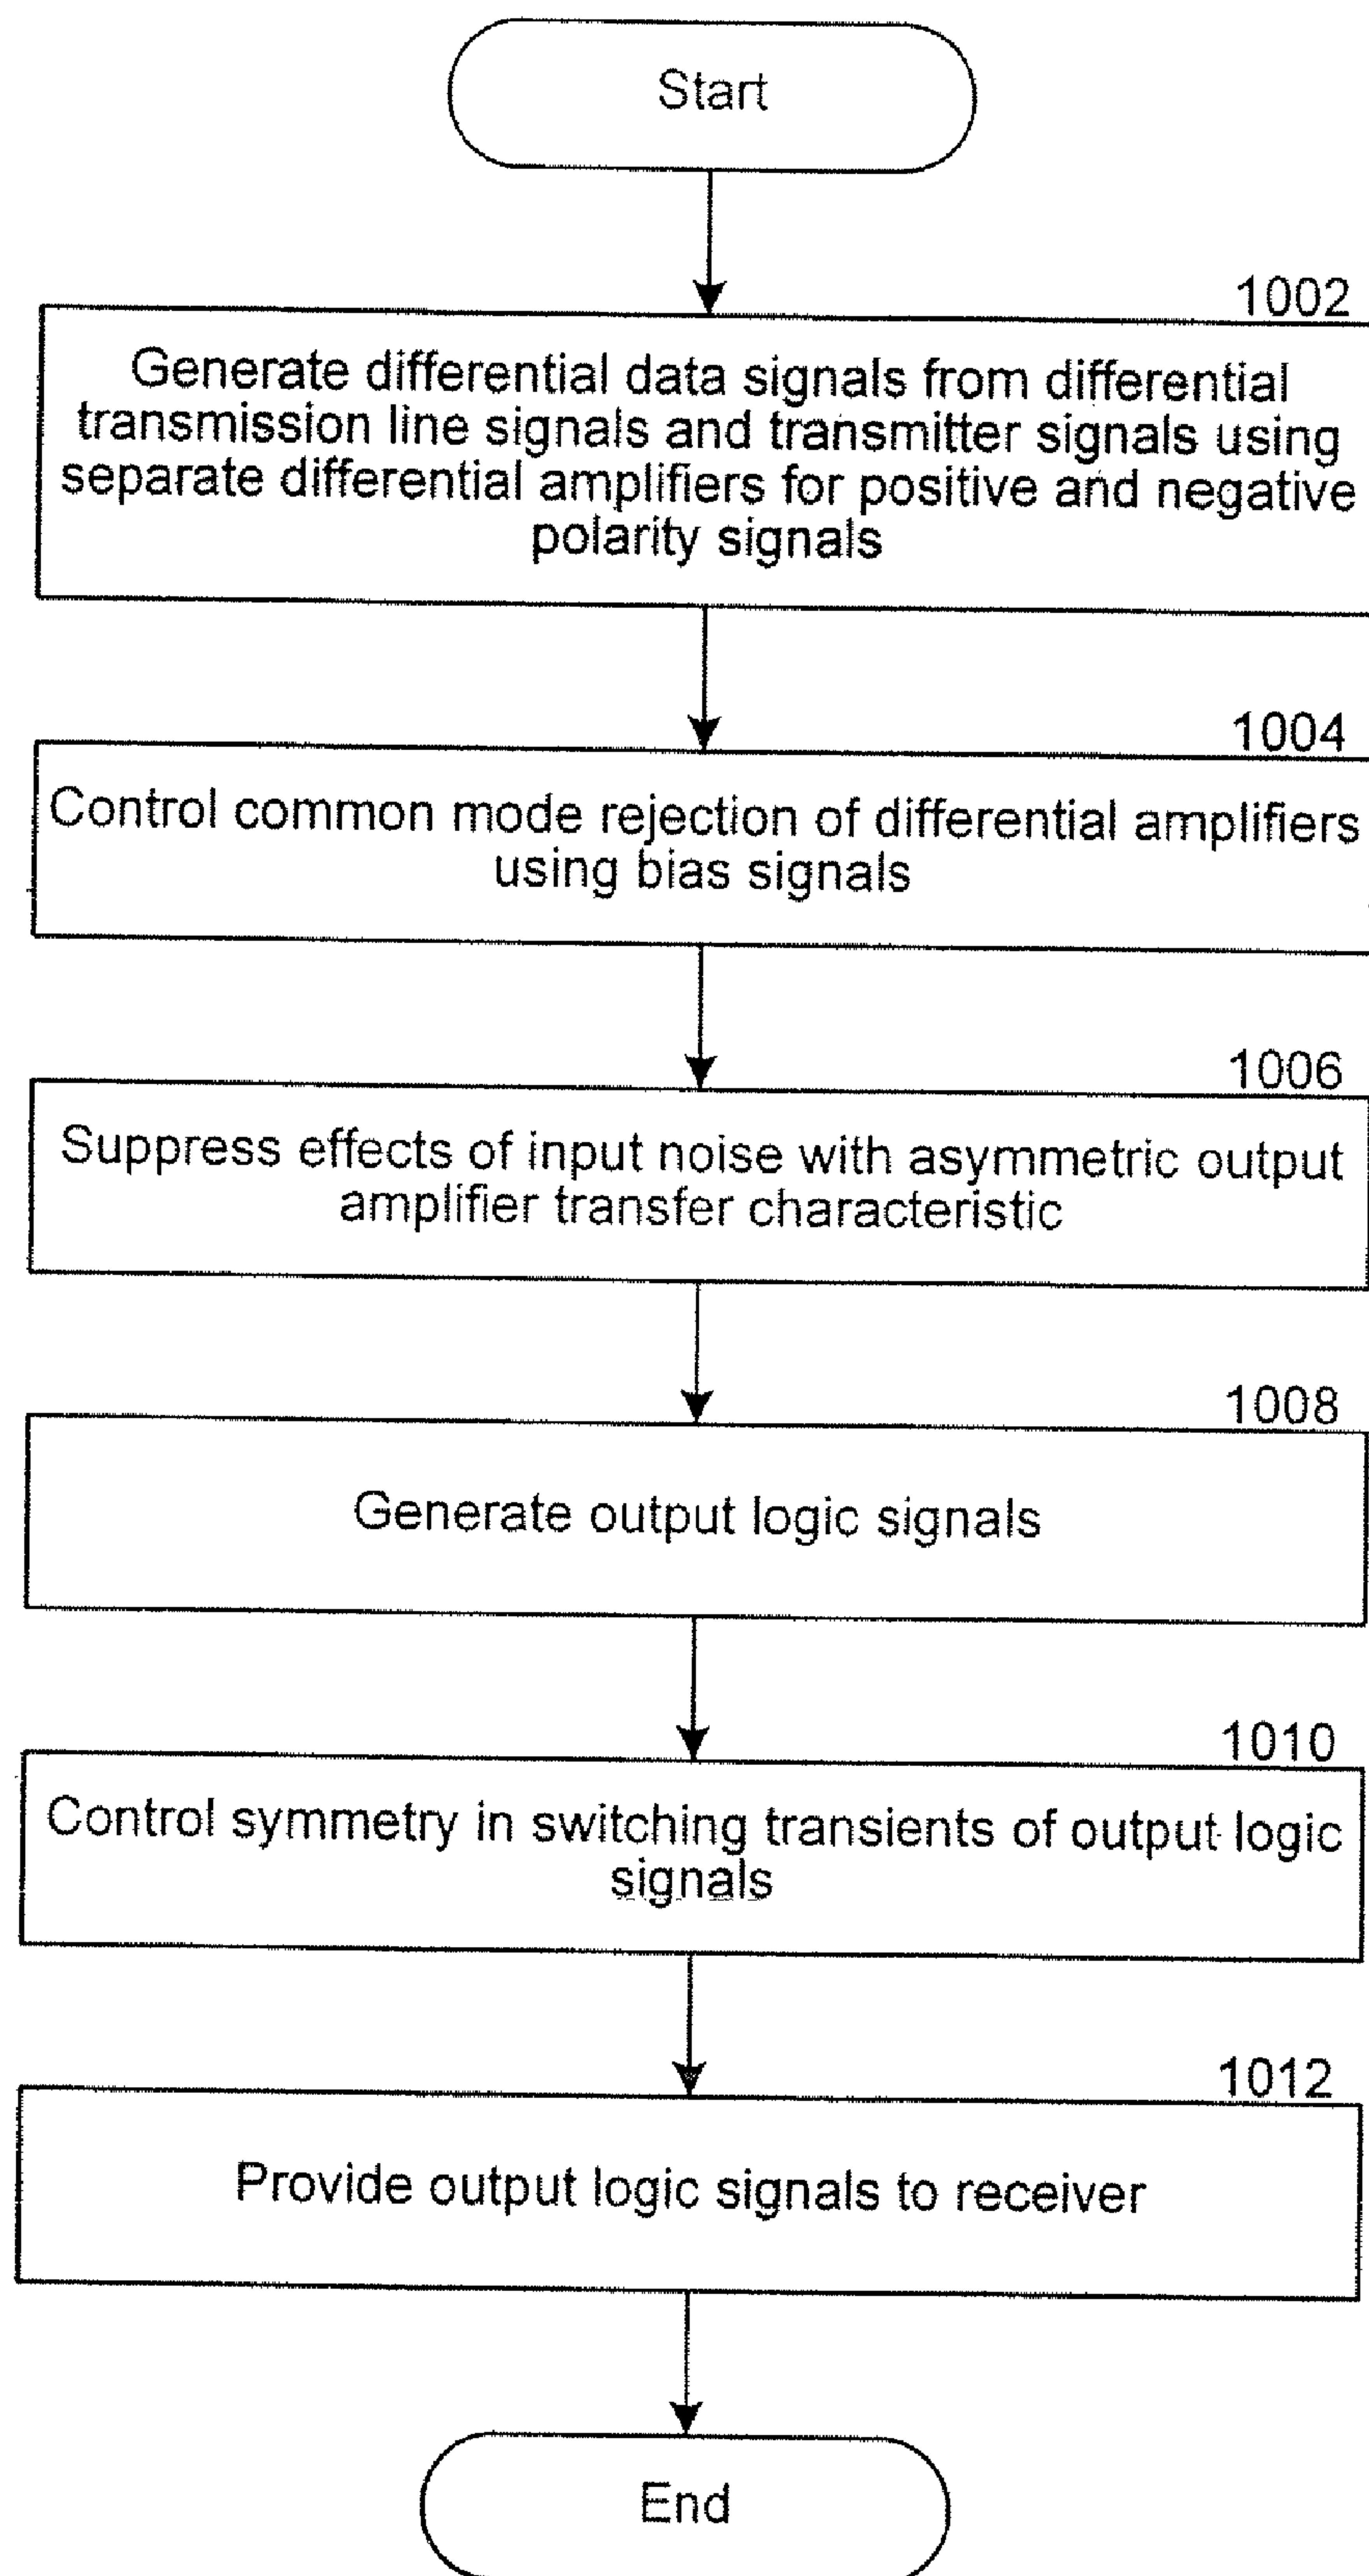 Start
1002
Generate differential data signals from differential
transmission line signals and transmitter signals using
separate differential amplifiers for positive and negative
polarity signals
1004
Control common mode rejection of differential amplifiers
using bias signals
1006
Suppress effects of input noise with asymmetric output
amplifier transfer characteristic
1008
Generate output logic signals
1010
Control symmetry in switching transients of output logic
signals
1012
Provide output logic signals to receiver
End